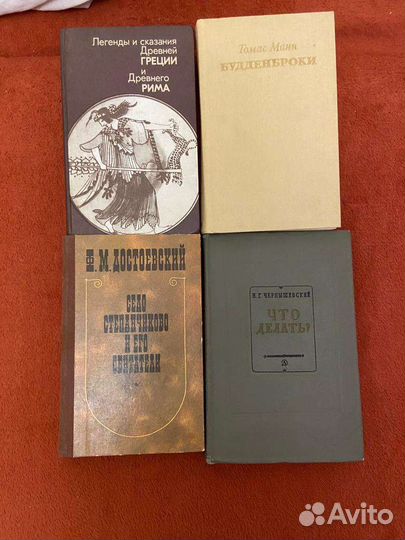 Легенды и сказания
Древней
ГРЕЦИИ
и
Древнего
РИМА
Томас Манн
БУДДЕНБРОКИ
Ф. М. ДОСТОЕВСКИЙ
СЕЛО
СТЕПАНЧИКОВО
И ЕГО
ОБИТАТЕЛИ
Н. Г. ЧЕРНЫШЕВСКИЙ
ЧТО
ДЕЛАТЬ?
Avito